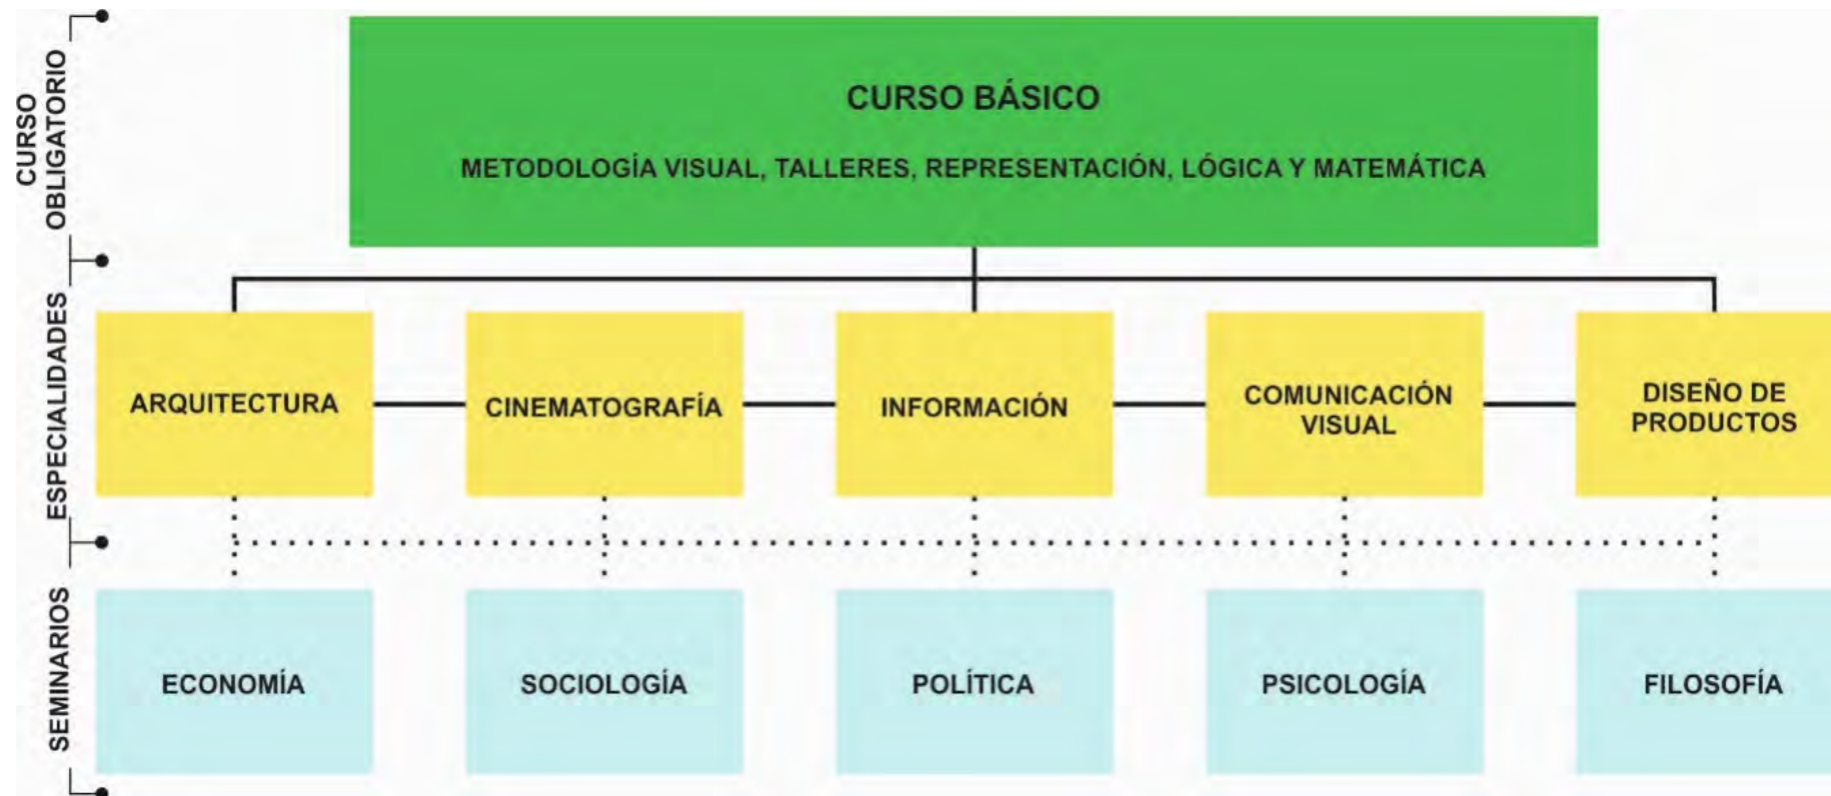 CURSO
OBLIGATORIO
CURSO BÁSICO
METODOLOGÍA VISUAL, TALLERES, REPRESENTACIÓN, LÓGICA Y MATEMÁTICA
ESPECIALIDADES
ARQUITECTURA
CINEMATOGRAFÍA
INFORMACIÓN
COMUNICACIÓN
VISUAL
DISEÑO DE
PRODUCTOS
SEMINARIOS
ECONOMÍA
SOCIOLOGÍA
POLÍTICA
PSICOLOGÍA
FILOSOFÍA